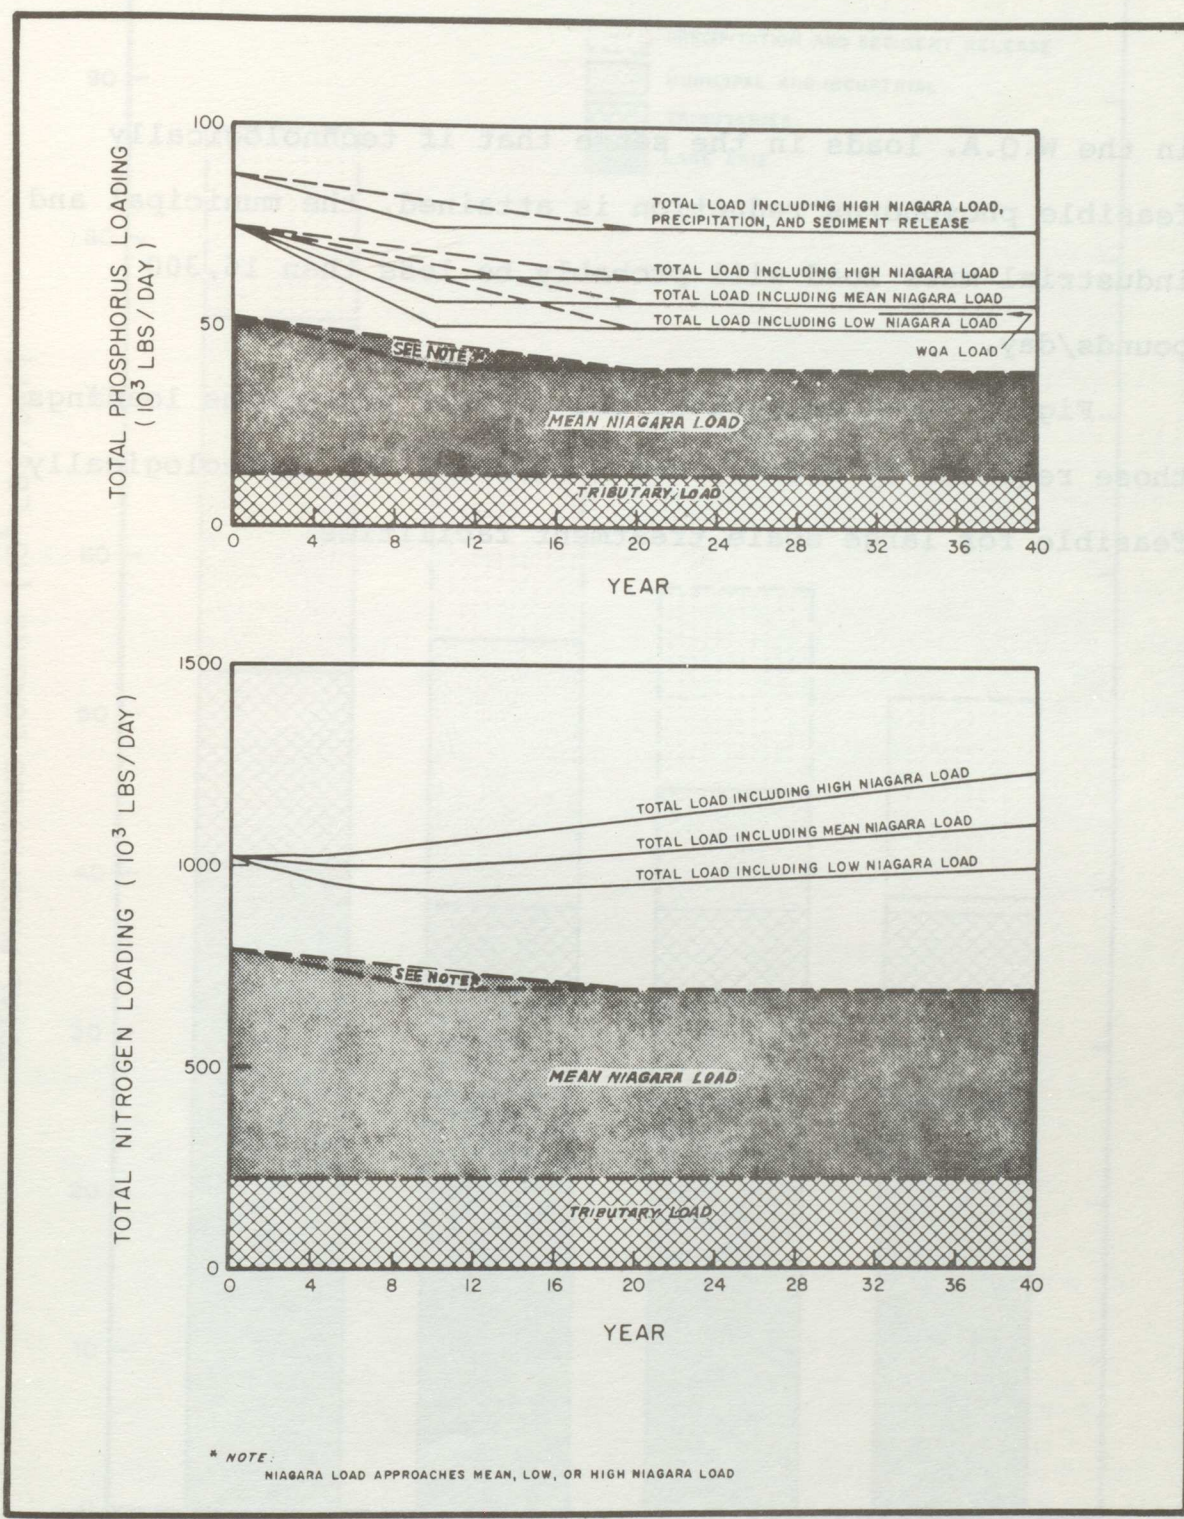 in the W.Q.A. loads in the sense that if technologically
feasible is attained, the municipal and
industrial
pounds/day
those
feasible for large scale treatment facilities.
TOTAL PHOSPHORUS LOADING
(10³ LBS/DAY)
100
50
0
TOTAL LOAD INCLUDING HIGH NIAGARA LOAD,
PRECIPITATION, AND SEDIMENT RELEASE
TOTAL LOAD INCLUDING HIGH NIAGARA LOAD
TOTAL LOAD INCLUDING MEAN NIAGARA LOAD
TOTAL LOAD INCLUDING LOW NIAGARA LOAD
WQA LOAD
SEE NOTE *
MEAN NIAGARA LOAD
TRIBUTARY LOAD
0 4 8 12 16 20 24 28 32 36 40
YEAR
TOTAL NITROGEN LOADING (10³ LBS/DAY)
1500
1000
500
0
TOTAL LOAD INCLUDING HIGH NIAGARA LOAD
TOTAL LOAD INCLUDING MEAN NIAGARA LOAD
TOTAL LOAD INCLUDING LOW NIAGARA LOAD
SEE NOTE*
MEAN NIAGARA LOAD
TRIBUTARY LOAD
0 4 8 12 16 20 24 28 32 36 40
YEAR
* NOTE:
NIAGARA LOAD APPROACHES MEAN, LOW, OR HIGH NIAGARA LOAD